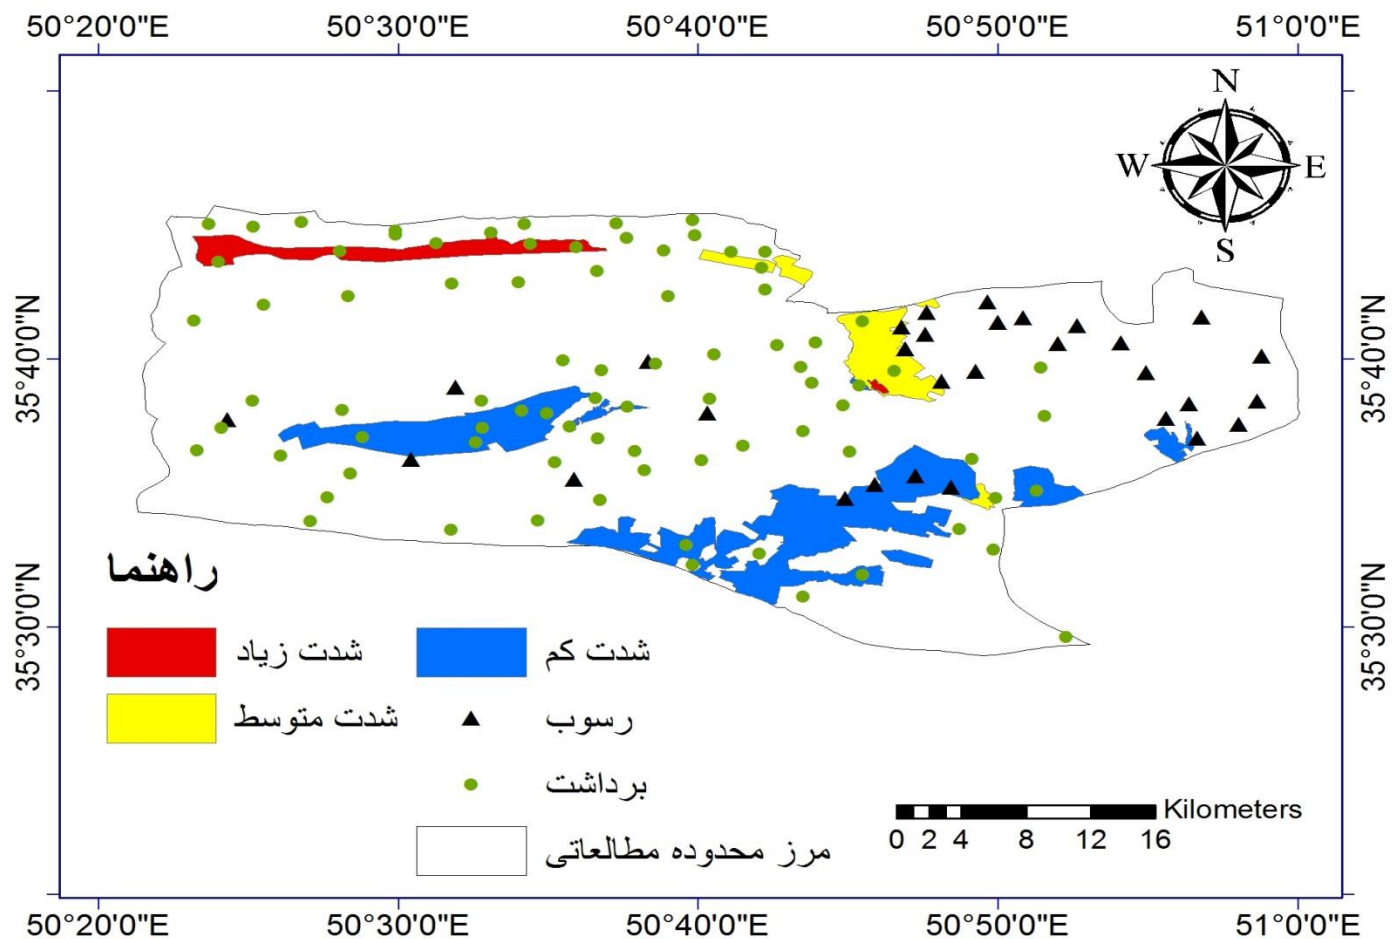 50°20'0"E 50°30'0"E 50°40'0"E 50°50'0"E 51°0'0"E
N
W E
S
35°40'0"N 35°40'0"N
35°30'0"N 35°30'0"N
راهنما
شدت زیاد
شدت کم
شدت متوسط
رسوب
برداشت
مرز محدوده مطالعاتی
Kilometers
0 2 4 8 12 16
50°20'0"E 50°30'0"E 50°40'0"E 50°50'0"E 51°0'0"E